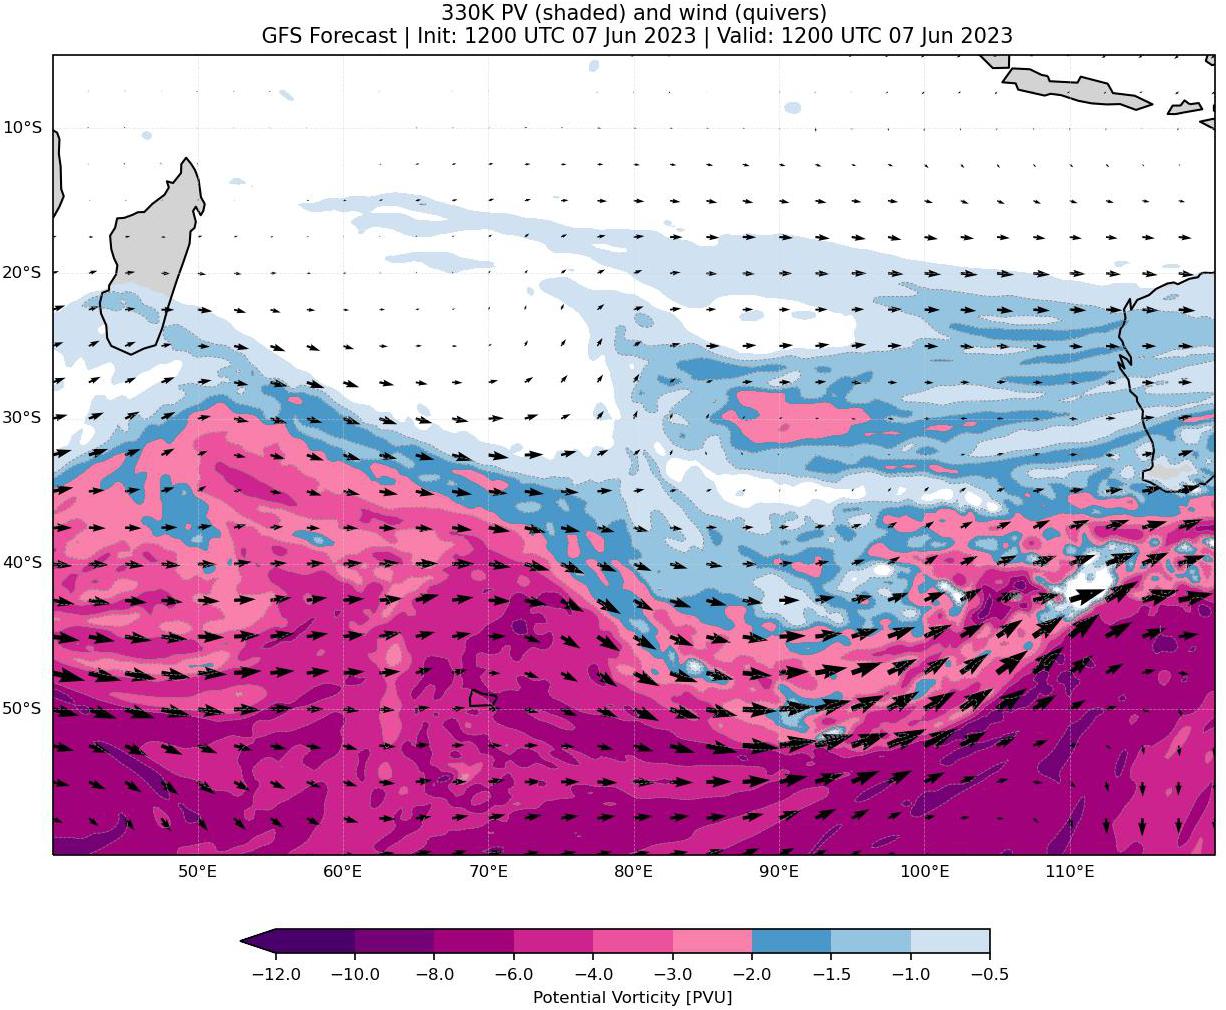 330K PV (shaded) and wind (quivers)
GFS Forecast | Init: 1200 UTC 07 Jun 2023 | Valid: 1200 UTC 07 Jun 2023
10°S
20°S
30°S
40°S
50°S
50°E 60°E 70°E 80°E 90°E 100°E 110°E
−12.0 −10.0 −8.0 −6.0 −4.0 −3.0 −2.0 −1.5 −1.0 −0.5
Potential Vorticity [PVU]